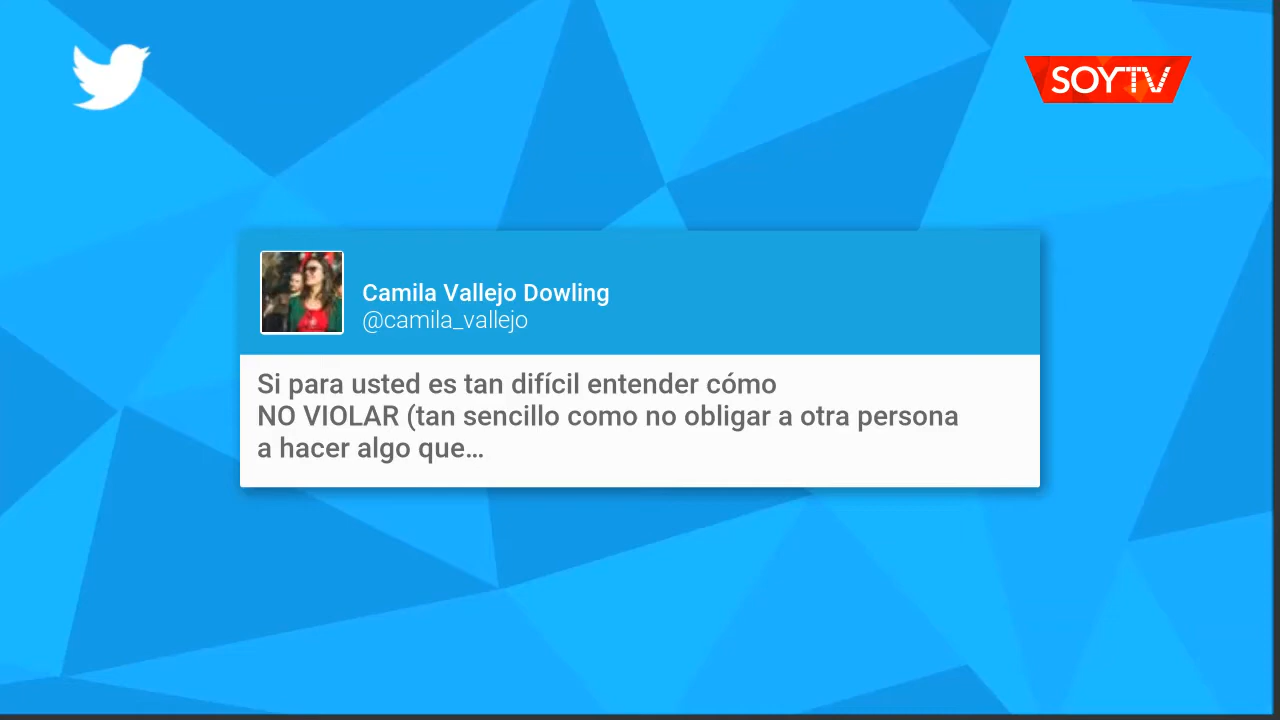 SOYTV
Camila Vallejo Dowling
@camila_vallejo
Si para usted es tan difícil entender cómo
NO VIOLAR (tan sencillo como no obligar a otra persona
a hacer algo que…